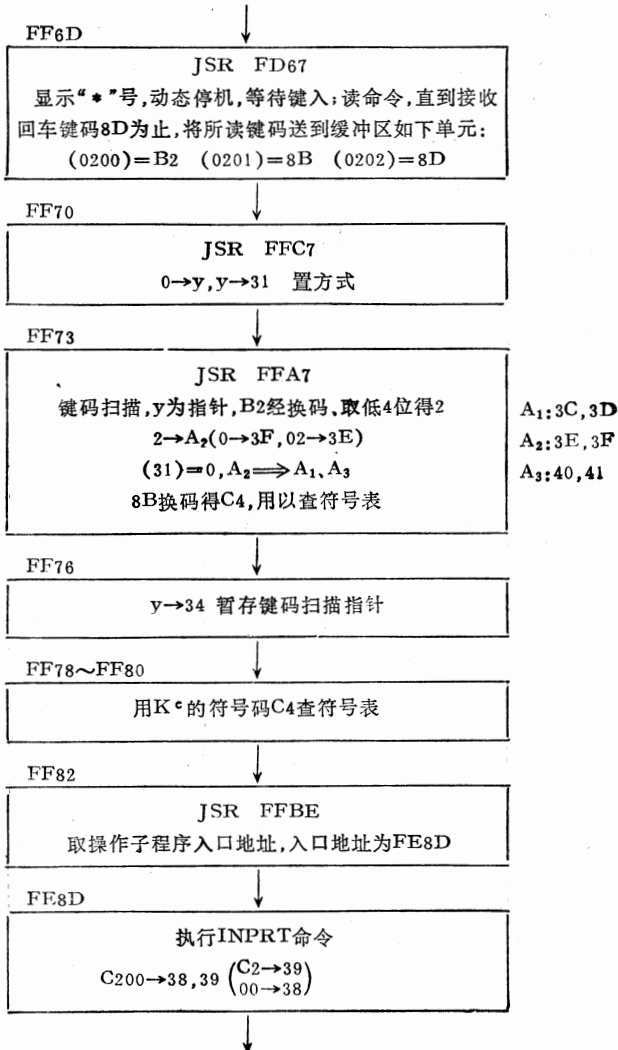 FF6D
JSR FD67
显示“*”号,动态停机,等待键入;读命令,直到接收
回车键码8D为止,将所读键码送到缓冲区如下单元:
(0200)=B2 (0201)=8B (0202)=8D
FF70
JSR FFC7
0→y,y→31 置方式
FF73
JSR FFA7
键码扫描,y为指针,B2经换码、取低4位得2
2→A₂(0→3F,02→3E)
(31)=0,A₂⟹A₁、A₃
8B换码得C4,用以查符号表
A₁:3C,3D
A₂:3E,3F
A₃:40,41
FF76
y→34 暂存键码扫描指针
FF78~FF80
用Kᶜ的符号码C4查符号表
FF82
JSR FFBE
取操作子程序入口地址,入口地址为FE8D
FE8D
执行INPRT命令
C200→38,39 (C2→39
00→38)